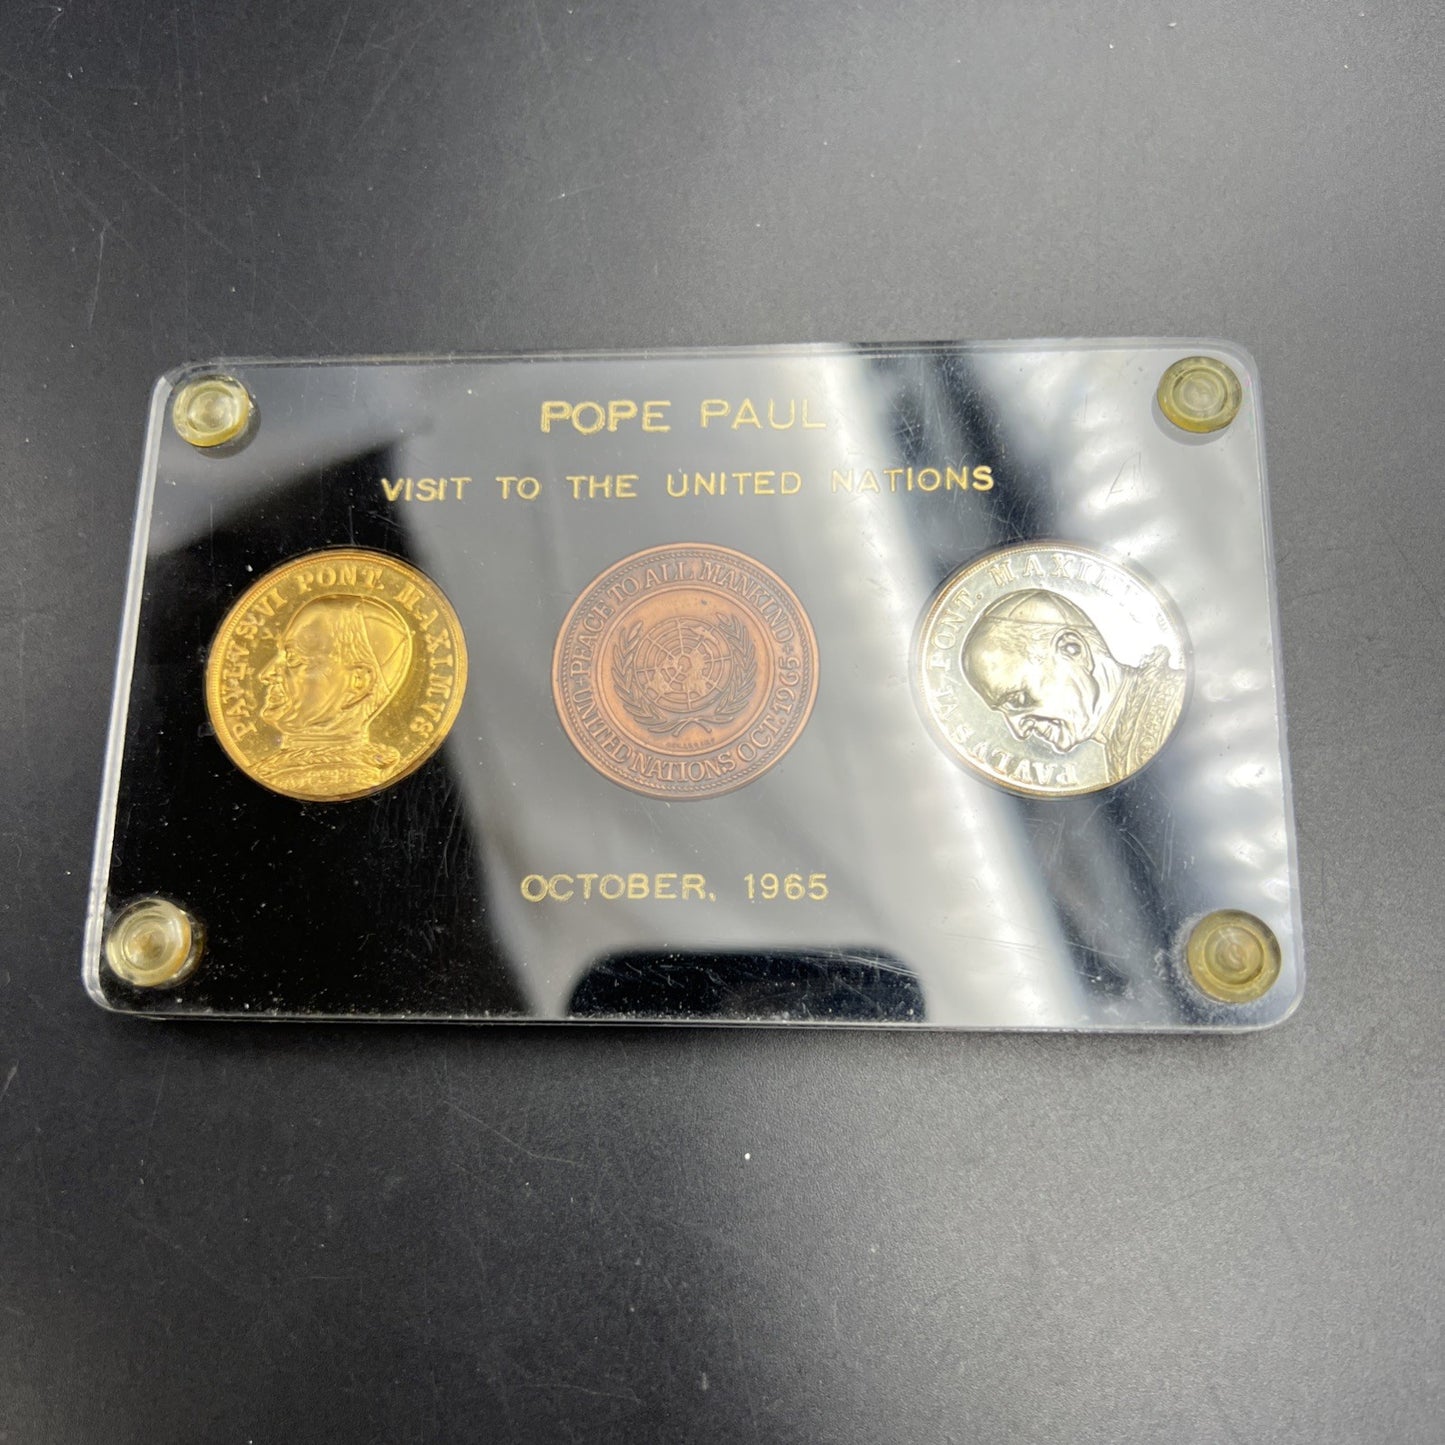 POPE PAUL
VISIT TO THE UNITED NATIONS
PAVLVS VI PONT. MAXIMVS
PEACE TO ALL MANKIND
UNITED NATIONS OCT. 1965
PAVLVS VI PONT. MAXIMVS
OCTOBER, 1965